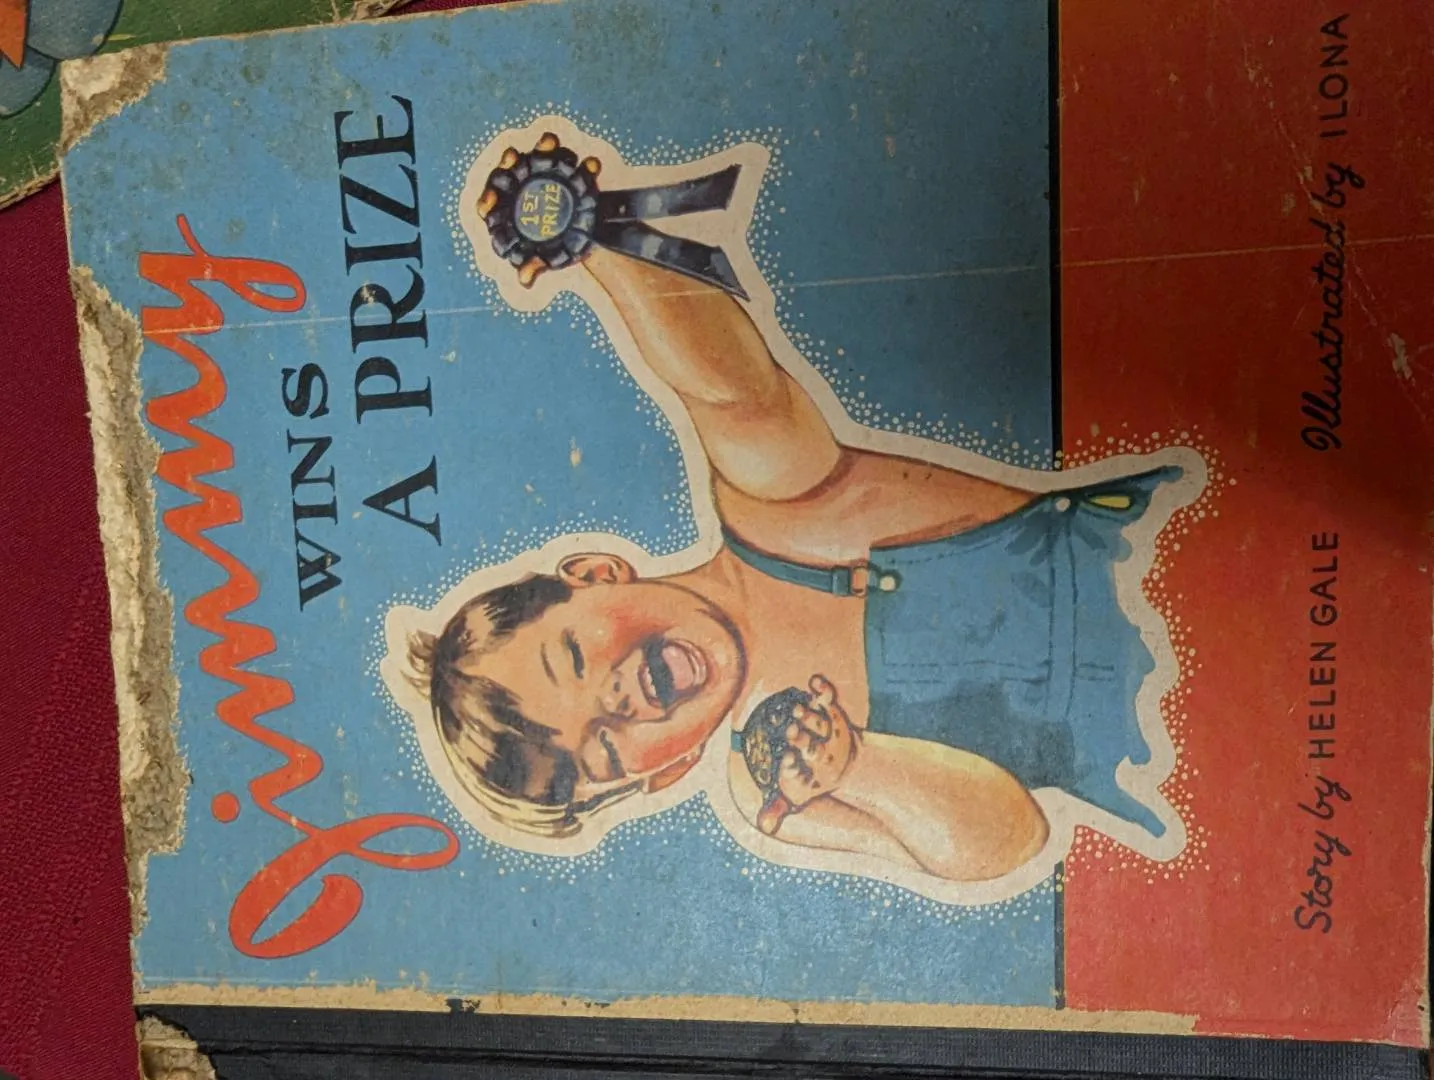 Jimmy
WINS
A PRIZE
1ST
PRIZE
Story by HELEN GALE Illustrated by ILONA